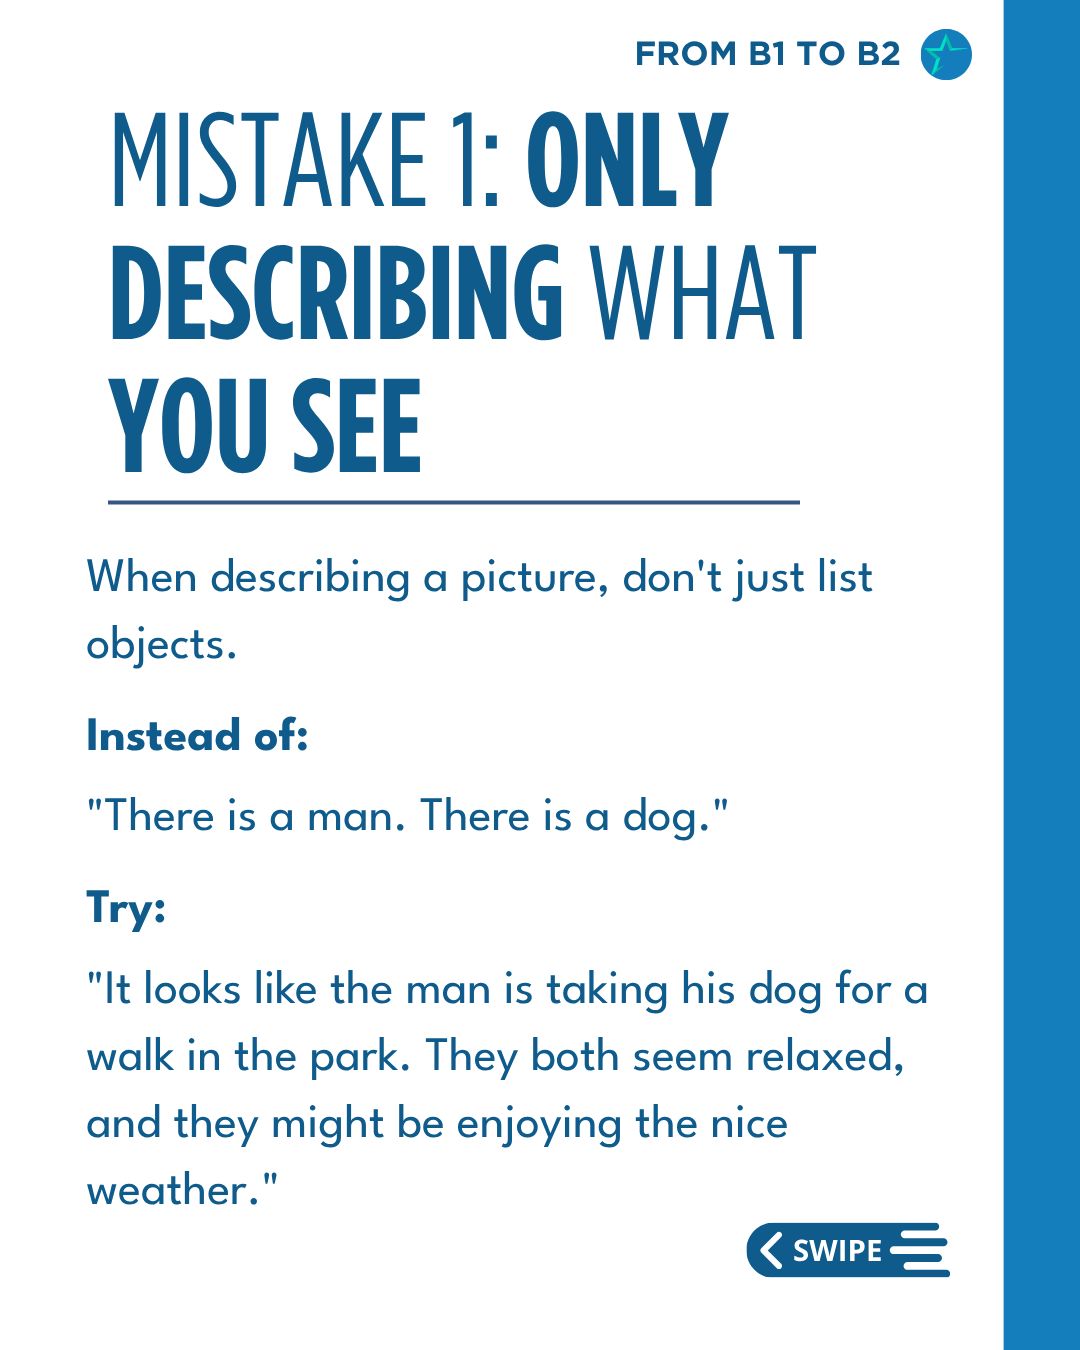 FROM B1 TO B2
MISTAKE 1: ONLY
DESCRIBING WHAT
YOU SEE
When describing a picture, don't just list
objects.
Instead of:
"There is a man. There is a dog."
Try:
"It looks like the man is taking his dog for a
walk in the park. They both seem relaxed,
and they might be enjoying the nice
weather."
SWIPE